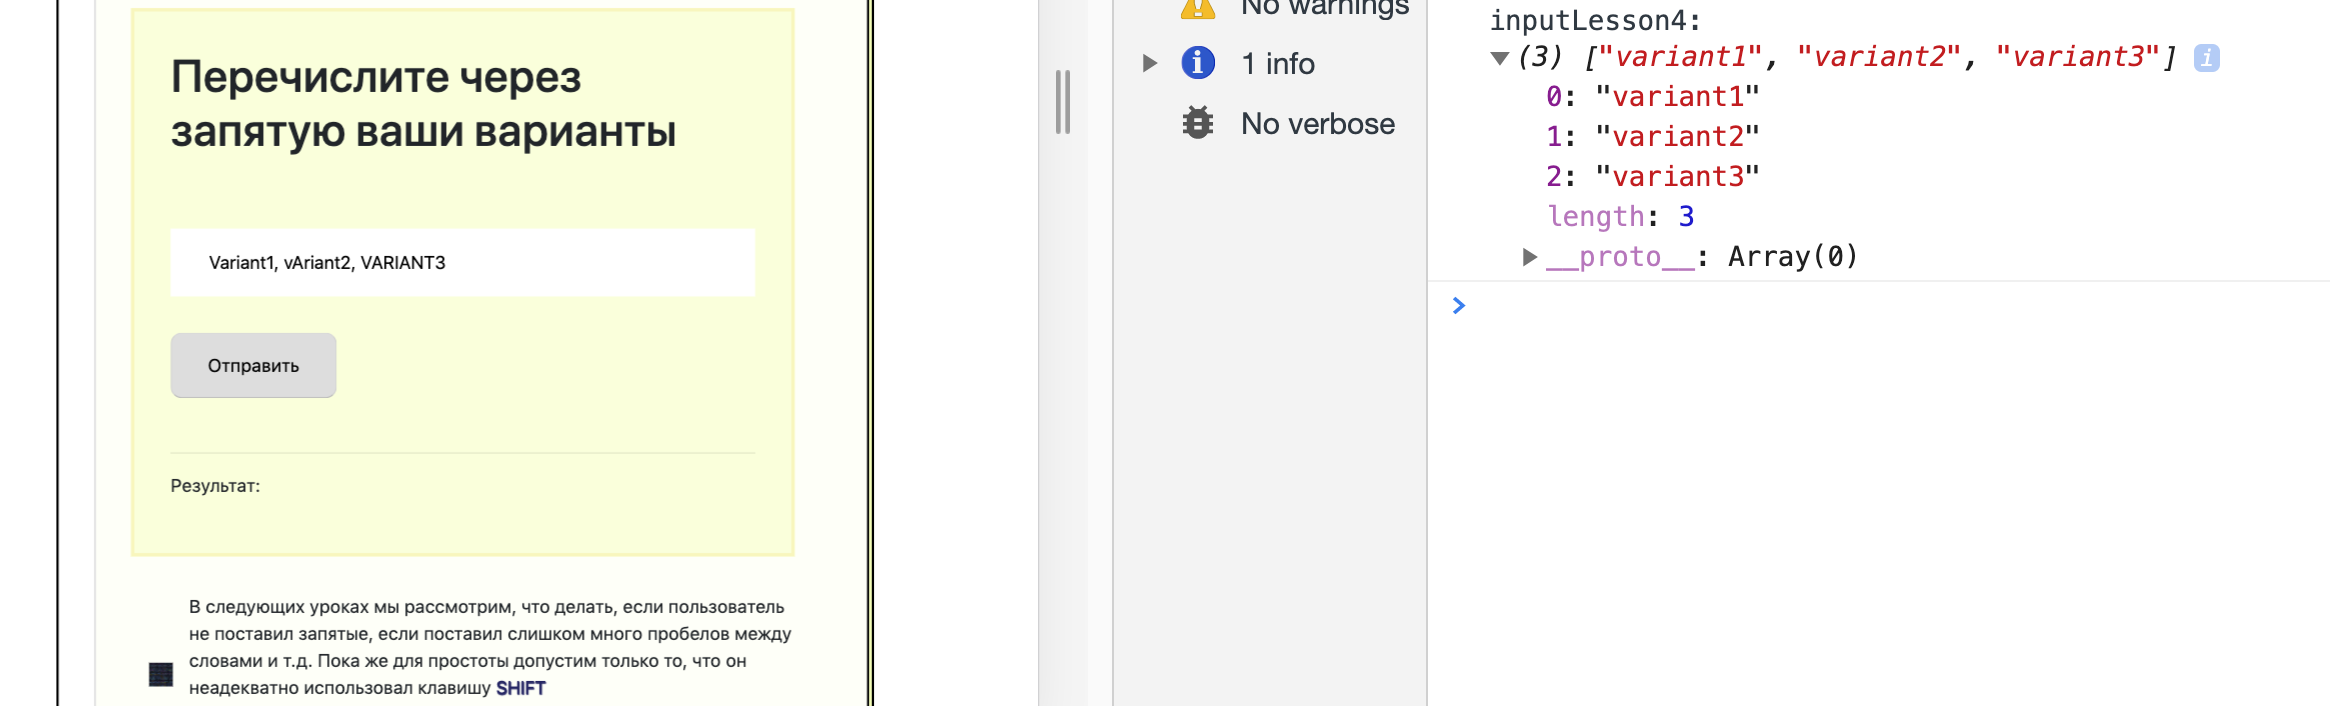 Перечислите через
запятую ваши варианты
Variant1, vAriant2, VARIANT3
Отправить
Результат:
В следующих уроках мы рассмотрим, что делать, если пользователь
не поставил запятые, если поставил слишком много пробелов между
словами и т.д. Пока же для простоты допустим только то, что он
неадекватно использовал клавишу SHIFT
No warnings
1 info
No verbose
inputLesson4:
(3) ["variant1", "variant2", "variant3"] i
0: "variant1"
1: "variant2"
2: "variant3"
length: 3
__proto__: Array(0)